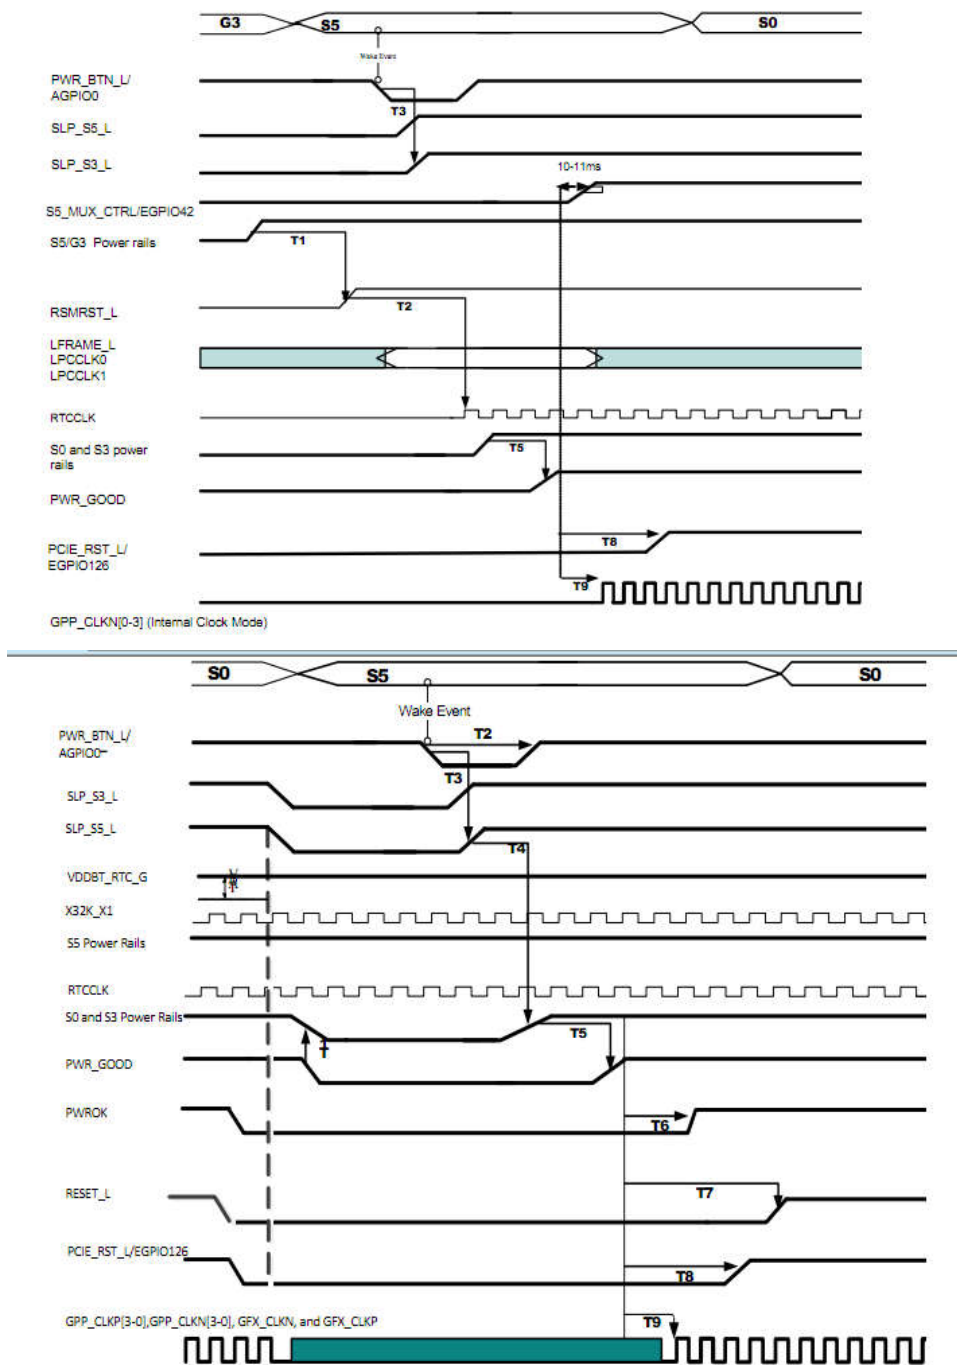 G3
S5
S0
Wake Event
PWR_BTN_L/
AGPIO0
T3
SLP_S5_L
SLP_S3_L
10-11ms
S5_MUX_CTRL/EGPIO42
S5/G3 Power rails
T1
T2
RSMRST_L
LFRAME_L
LPCCLK0
LPCCLK1
RTCCLK
S0 and S3 power
rails
T5
PWR_GOOD
PCIE_RST_L/
EGPIO126
T8
T9
GPP_CLKN[0-3] (Internal Clock Mode)
S0
S5
S0
Wake Event
PWR_BTN_L/
AGPIO0
T2
T3
SLP_S3_L
SLP_S5_L
T4
VDDBT_RTC_G
X32K_X1
S5 Power Rails
RTCCLK
S0 and S3 Power Rails
T5
T
PWR_GOOD
PWROK
T6
RESET_L
T7
PCIE_RST_L/EGPIO126
T8
GPP_CLKP[3-0],GPP_CLKN[3-0], GFX_CLKN, and GFX_CLKP
T9